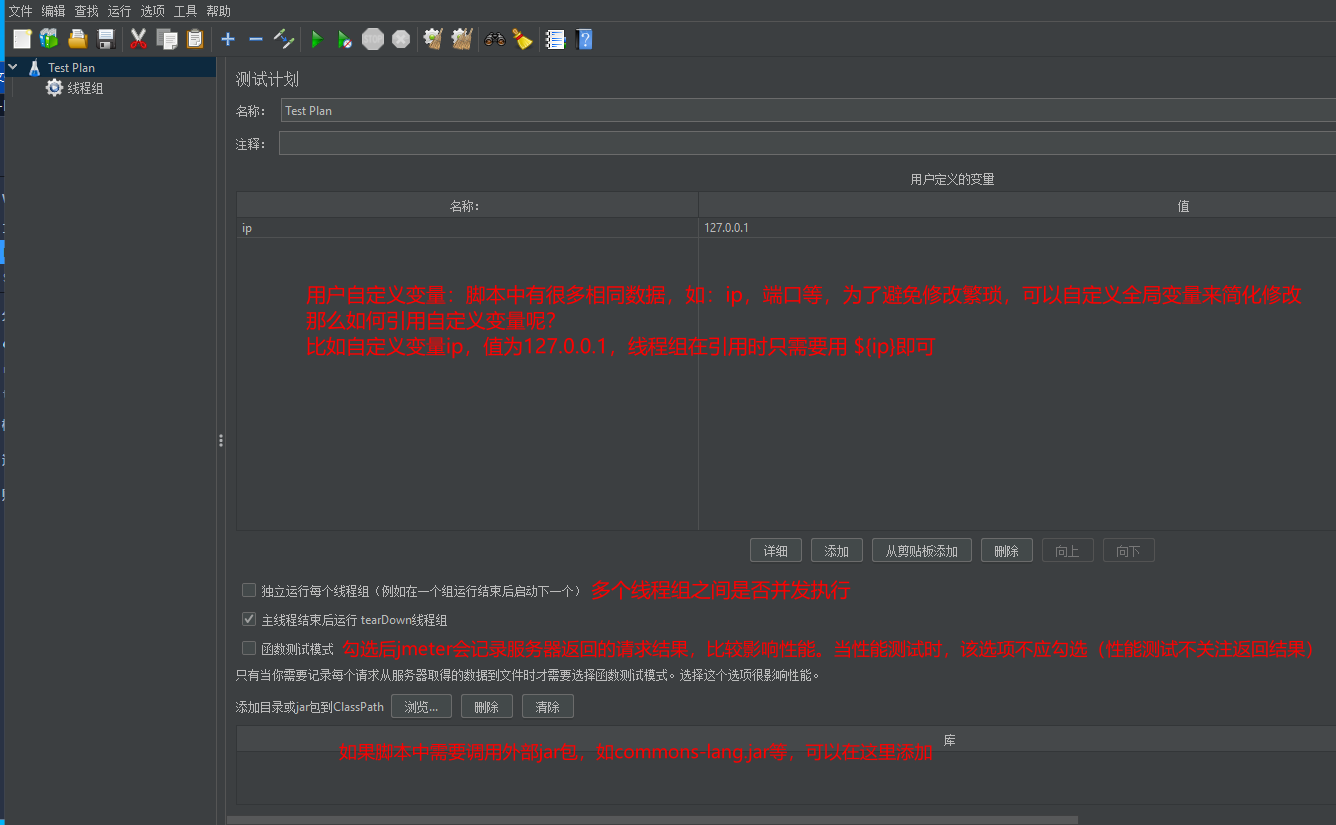 文件 编辑 查找 运行 选项 工具 帮助
STOP
Test Plan
线程组
测试计划
名称： Test Plan
注释：
用户定义的变量
名称： 值
ip 127.0.0.1
用户自定义变量：脚本中有很多相同数据，如：ip，端口等，为了避免修改繁琐，可以自定义全局变量来简化修改
那么如何引用自定义变量呢？
比如自定义变量ip，值为127.0.0.1，线程组在引用时只需要用 ${ip}即可
详细 添加 从剪贴板添加 删除 向上 向下
独立运行每个线程组（例如在一个组运行结束后启动下一个） 多个线程组之间是否并发执行
主线程结束后运行 tearDown线程组
函数测试模式 勾选后jmeter会记录服务器返回的请求结果，比较影响性能。当性能测试时，该选项不应勾选（性能测试不关注返回结果）
只有当你需要记录每个请求从服务器取得的数据到文件时才需要选择函数测试模式。选择这个选项很影响性能。
添加目录或jar包到ClassPath 浏览... 删除 清除
库
如果脚本中需要调用外部jar包，如commons-lang.jar等，可以在这里添加